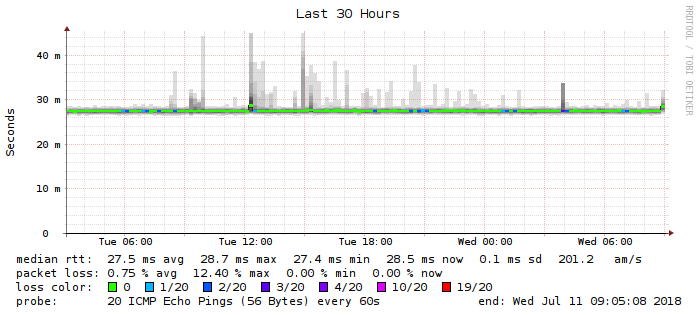 Last 30 Hours
RRDTOOL / TOBI OETIKER
Seconds
40 m
30 m
20 m
10 m
0
Tue 06:00 Tue 12:00 Tue 18:00 Wed 00:00 Wed 06:00
median rtt: 27.5 ms avg 28.7 ms max 27.4 ms min 28.5 ms now 0.1 ms sd 201.2 am/s
packet loss: 0.75 % avg 12.40 % max 0.00 % min 0.00 % now
loss color: 0 1/20 2/20 3/20 4/20 10/20 19/20
probe: 20 ICMP Echo Pings (56 Bytes) every 60s end: Wed Jul 11 09:05:08 2018